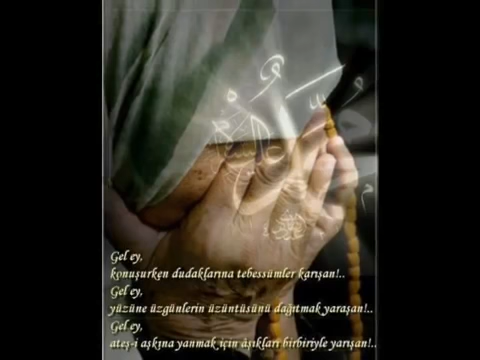 Gel ey,
konuşurken dudaklarına tebessümler karışan!..
Gel ey,
yüzüne üzgünlerin üzüntüsünü dağıtmak yaraşan!..
Gel ey,
ateş-i aşkına yanmak için âşıkları birbiriyle yarışan!..